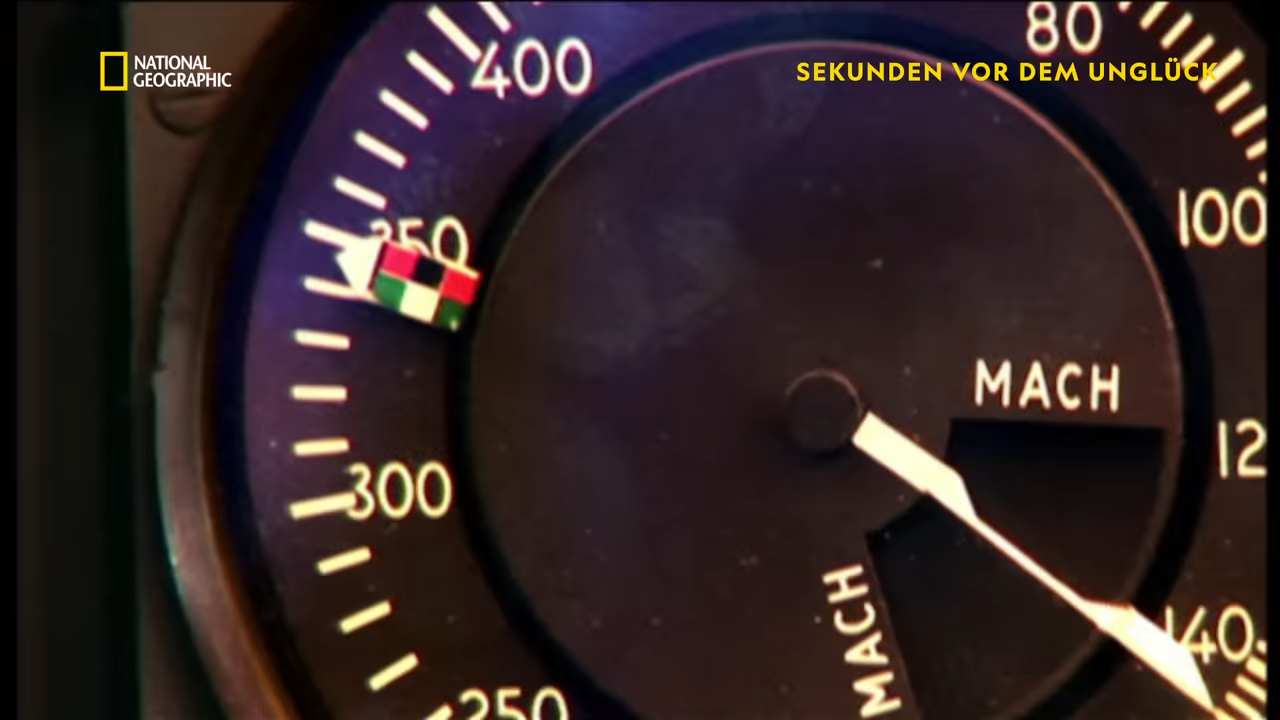 NATIONAL
GEOGRAPHIC
SEKUNDEN VOR DEM UNGLÜCK
80
400
100
350
MACH
12
300
140
MACH
250